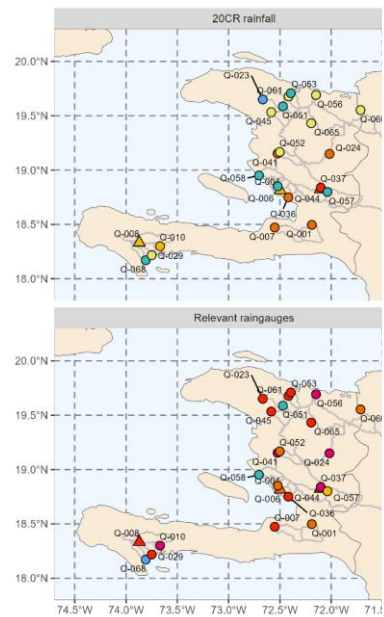 20CR rainfall
20.0°N
Q-023
Q-061
Q-053
Q-056
19.5°N
Q-045
Q-051
Q-065
Q-052
Q-024
19.0°N
Q-041
Q-058
Q-037
Q-006
Q-044
Q-057
18.5°N
Q-008
Q-010
Q-007
Q-036
Q-001
Q-029
Q-068
18.0°N
Relevant raingauges
20.0°N
Q-023
Q-061
Q-053
Q-056
19.5°N
Q-045
Q-051
Q-065
Q-052
19.0°N
Q-041
Q-024
Q-058
Q-037
Q-006
Q-044
Q-057
18.5°N
Q-008
Q-010
Q-007
Q-036
Q-001
Q-029
Q-068
18.0°N
74.5°W 74.0°W 73.5°W 73.0°W 72.5°W 72.0°W 71.5°W